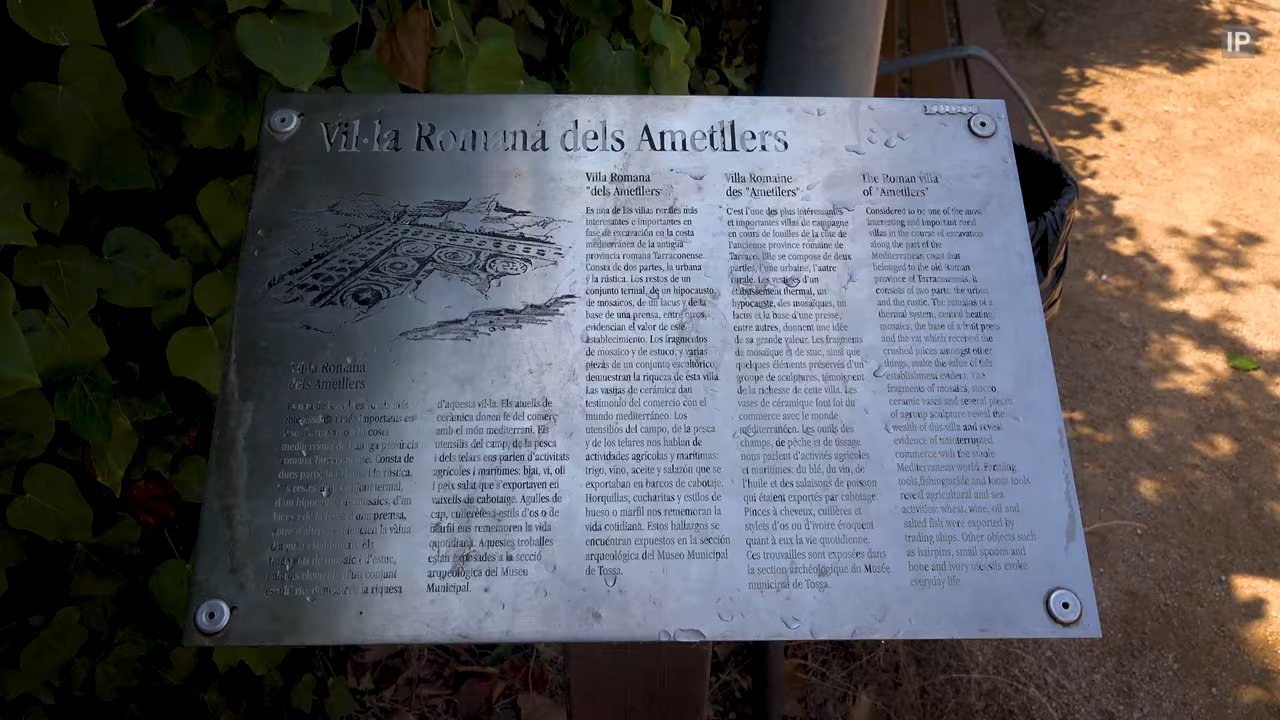 IP
Vil·la Romana dels Ametllers
Vil·la Romana
dels Ametllers
dues parts,
d'aquesta vil·la. Els atuells de
ceràmica donen fe del comerç
amb el món mediterrani. Els
utensilis del camp, de la pesca
i dels telars ens parlen d'activitats
agrícoles i marítimes: blat, vi, oli
i peix salat que s'exportaven en
vaixells de cabotatge. Agulles de
cap, culleretes i estils d'os o de
marfil ens rememoren la vida
quotidiana. Aquestes troballes
estan exposades a la secció
arqueològica del Museu
Municipal.
Villa Romana
"dels Ametllers"
Es una de las villas rurales más
interesantes e importantes en
fase de excavación en la costa
mediterránea de la antigua
provincia romana Tarraconense.
Consta de dos partes, la urbana
y la rústica. Los restos de un
conjunto termal, de un hipocausto,
de mosaicos, de un lacus y de la
base de una prensa, entre otros,
evidencian el valor de este
establecimiento. Los fragmentos
de mosaico y de estuco, y varias
piezas de un conjunto escultórico,
demuestran la riqueza de esta villa.
Las vasijas de cerámica dan
testimonio del comercio con el
mundo mediterráneo. Los
utensilios del campo, de la pesca
y de los telares nos hablan de
actividades agrícolas y marítimas:
trigo, vino, aceite y salazón que se
exportaban en barcos de cabotaje.
Horquillas, cucharitas y estilos de
hueso o marfil nos rememoran la
vida cotidiana. Estos hallazgos se
encuentran expuestos en la sección
arqueológica del Museo Municipal
de Tossa.
Villa Romaine
des "Ametllers"
C'est l'une des plus intéressantes
et importantes villas de campagne
en cours de fouilles de la côte de
l'ancienne province romaine de
Tarraco. Elle se compose de deux
parties, l'une urbaine, l'autre
rurale. Les vestiges d'un
établissement thermal, un
hypocauste, des mosaïques, un
lacus et la base d'une presse,
entre autres, donnent une idée
de sa grande valeur. Les fragments
de mosaïque et de stuc, ainsi que
quelques éléments préservés d'un
groupe de sculptures, témoignent
de la richesse de cette villa. Les
vases de céramique font foi du
commerce avec le monde
méditerranéen. Les outils des
champs, de pêche et de tissage
nous parlent d'activités agricoles
et maritimes: du blé, du vin, de
l'huile et des salaisons de poisson
qui étaient exportés par cabotage.
Pinces à cheveux, cuillères et
stylets d'os ou d'ivoire évoquent
quant à eux la vie quotidienne.
Ces trouvailles sont exposées dans
la section archéologique du Musée
municipal de Tossa.
The Roman villa
of "Ametllers"
Considered to be one of the most
interesting and important rural
villas in the course of excavation
along the part of the
Mediterranean coast that
belonged to the old Roman
province of Tarraconensis. It
consists of two parts: the urban
and the rustic. The remains of a
thermal system, central heating,
mosaics, the base of a fruit press
and the vat which received the
crushed juices amongst other
things, make the value of this
establishment evident. The
fragments of mosaics, stucco,
ceramic vases and several pieces
of a group sculpture reveal the
wealth of this villa and reveal
evidence of uninterrupted
commerce with the whole
Mediterranean world. Farming
tools, fishing tackle and loom tools
reveal agricultural and sea
activities: wheat, wine, oil and
salted fish were exported by
trading ships. Other objects such
as hairpins, small spoons and
bone and ivory utensils evoke
everyday life.